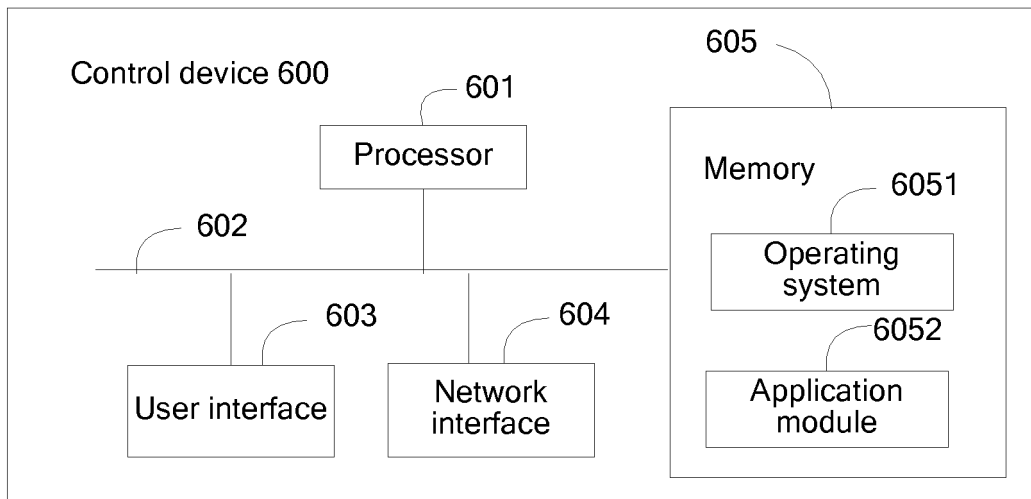 605
Control device 600
601
Processor
Memory
6051
602
Operating
system
603
604
6052
User interface
Network
interface
Application
module